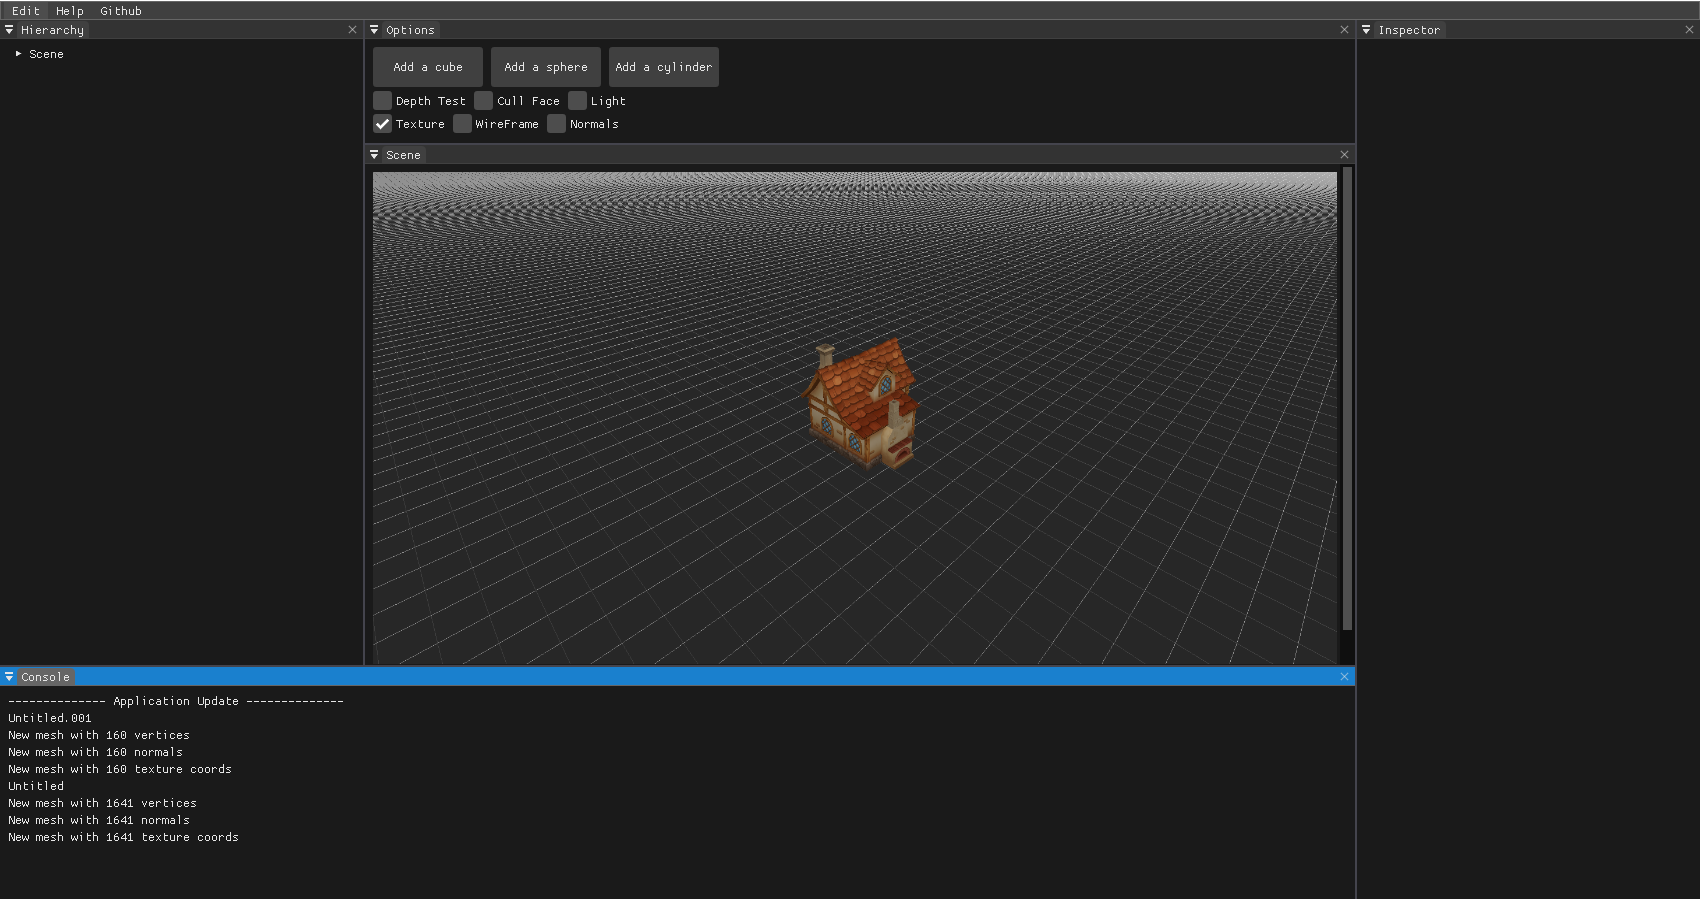 Edit Help Github
Hierarchy
Scene
Options
Add a cube Add a sphere Add a cylinder
Depth Test Cull Face Light
Texture WireFrame Normals
Scene
Inspector
Console
-------------- Application Update --------------
Untitled.001
New mesh with 160 vertices
New mesh with 160 normals
New mesh with 160 texture coords
Untitled
New mesh with 1641 vertices
New mesh with 1641 normals
New mesh with 1641 texture coords